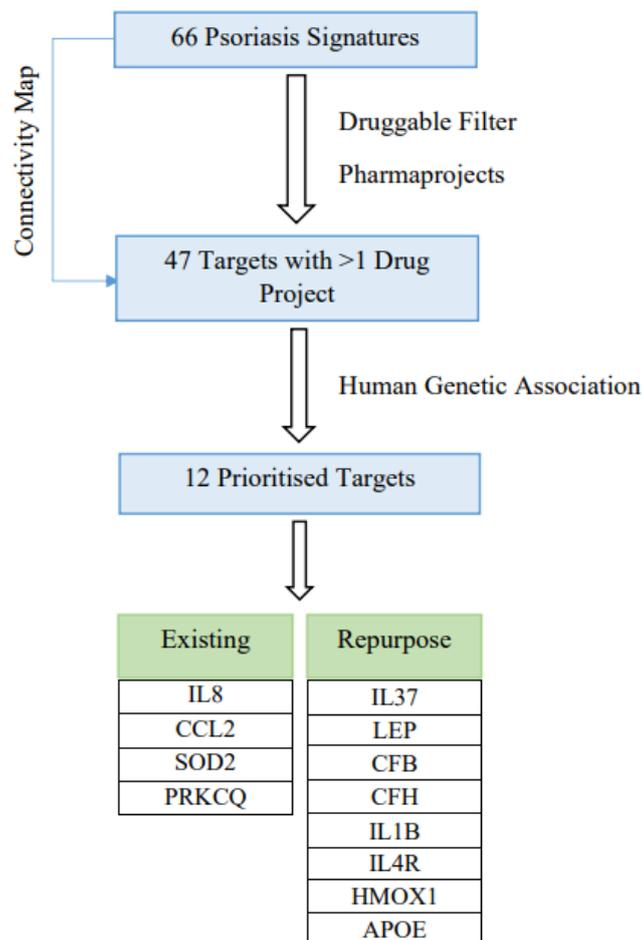 66 Psoriasis Signatures
Connectivity Map
Druggable Filter
Pharmaprojects
47 Targets with >1 Drug
Project
Human Genetic Association
12 Prioritised Targets
Existing
IL8
CCL2
SOD2
PRKCQ
Repurpose
IL37
LEP
CFB
CFH
IL1B
IL4R
HMOX1
APOE